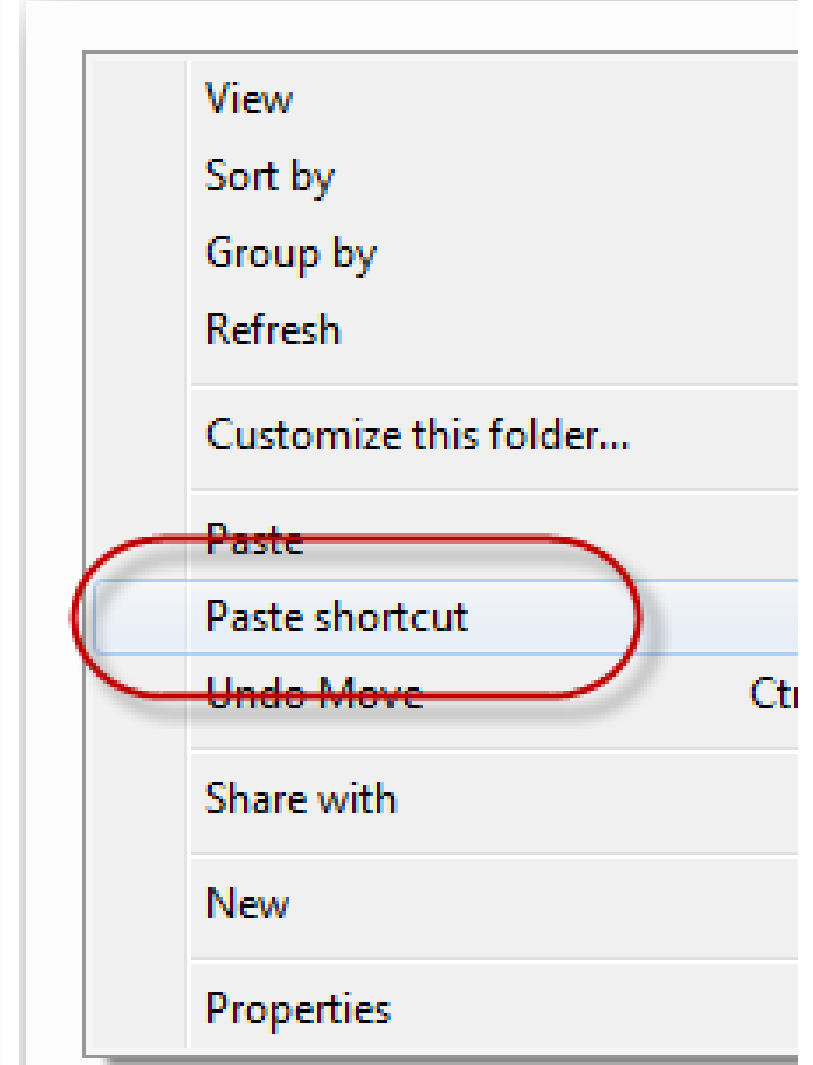 View
Sort by
Group by
Refresh
Customize this folder...
Paste
Paste shortcut
Undo Move
Share with
New
Properties